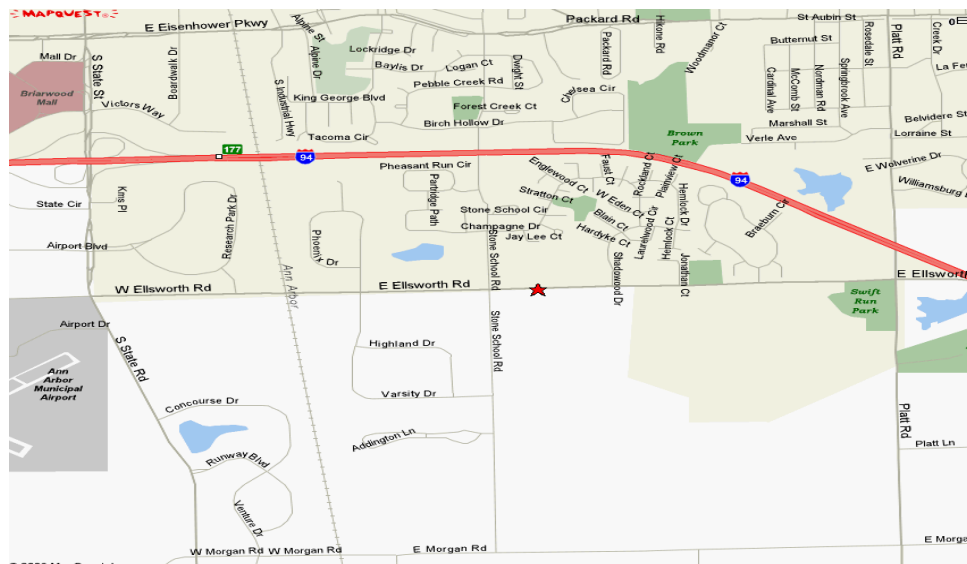 MAPQUEST
E Eisenhower Pkwy
Packard Rd
St Aubin St
Alpine St
Alpine Dr
Lockridge Dr
Baylis Dr
Logan Ct
Pebble Creek Rd
Dwight St
Packard Rd
Hikone Rd
Woodmanor Ct
Butternut St
Rosedale St
Platt Rd
Creek Dr
La Fe
Mall Dr
S State St
Boardwalk Dr
Briarwood
Mall
Victors Way
S Industrial Hwy
King George Blvd
Forest Creek Ct
Chelsea Cir
Cardinal Ave
McComb St
Nordman Rd
Springbrook Ave
Belvidere St
Tacoma Cir
Birch Hollow Dr
Marshall St
Verle Ave
Lorraine St
Brown
Park
177
94
Pheasant Run Cir
Englewood Ct
Faust Ct
Rockland Ct
Plainview Ct
94
E Wolverine Dr
Williamsburg
State Cir
Kms Pl
Research Park Dr
Partridge Path
Stratton Ct
W Eden Ct
Hemlock Dr
Stone School Cir
Blain Ct
Champagne Dr
Jay Lee Ct
Hardyke Ct
Laurelwood Cir
Hemlock Ct
Braeburn Cir
Airport Blvd
Phoenix Dr
Ann Arbor
Stone School Rd
Shadowood Dr
Jonathan Ct
W Ellsworth Rd
E Ellsworth Rd
E Ellswor
Swift
Run
Park
Airport Dr
S State Rd
Highland Dr
Stone School Rd
Ann
Arbor
Municipal
Airport
Concourse Dr
Varsity Dr
Platt Rd
Addington Ln
Platt Ln
Runway Blvd
Venture Dr
W Morgan Rd
W Morgan Rd
E Morgan Rd
E Morga